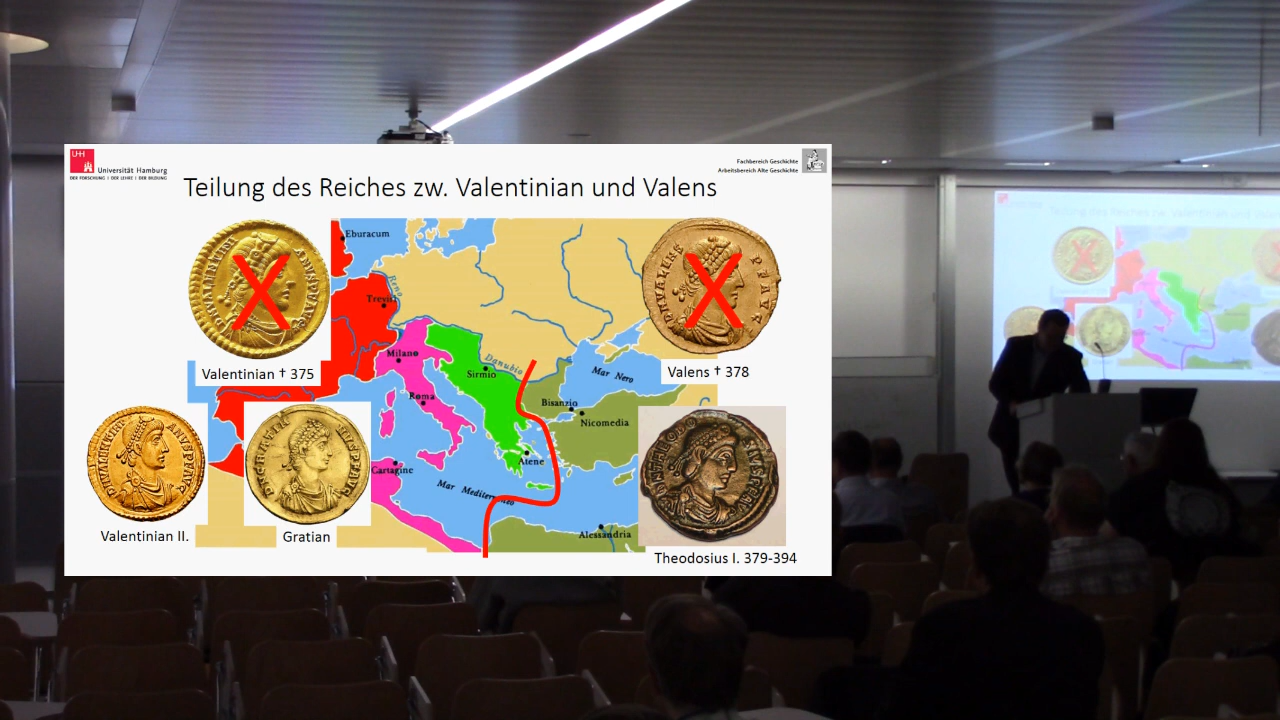 UHH
Universität Hamburg
DER FORSCHUNG | DER LEHRE | DER BILDUNG
Fachbereich Geschichte
Arbeitsbereich Alte Geschichte
Teilung des Reiches zw. Valentinian und Valens
Eburacum
Reno
Treviri
Milano
Danubio
Sirmio
Mar Nero
Roma
Bisanzio
Nicomedia
Atene
Cartagine
Mar Mediterraneo
Alessandria
Valentinian † 375
Valens † 378
Valentinian II.
Gratian
Theodosius I. 379-394